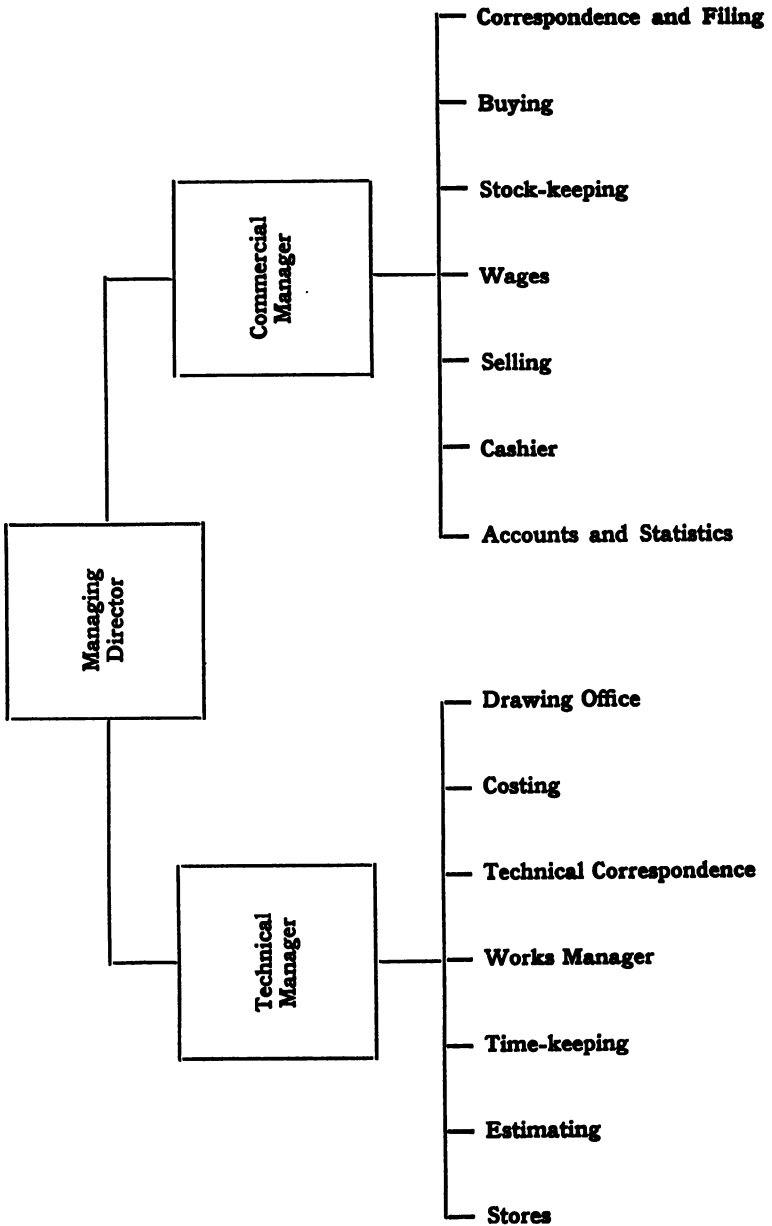 Managing
Director
Commercial
Manager
Correspondence and Filing
Buying
Stock-keeping
Wages
Selling
Cashier
Accounts and Statistics
Technical
Manager
Drawing Office
Costing
Technical Correspondence
Works Manager
Time-keeping
Estimating
Stores